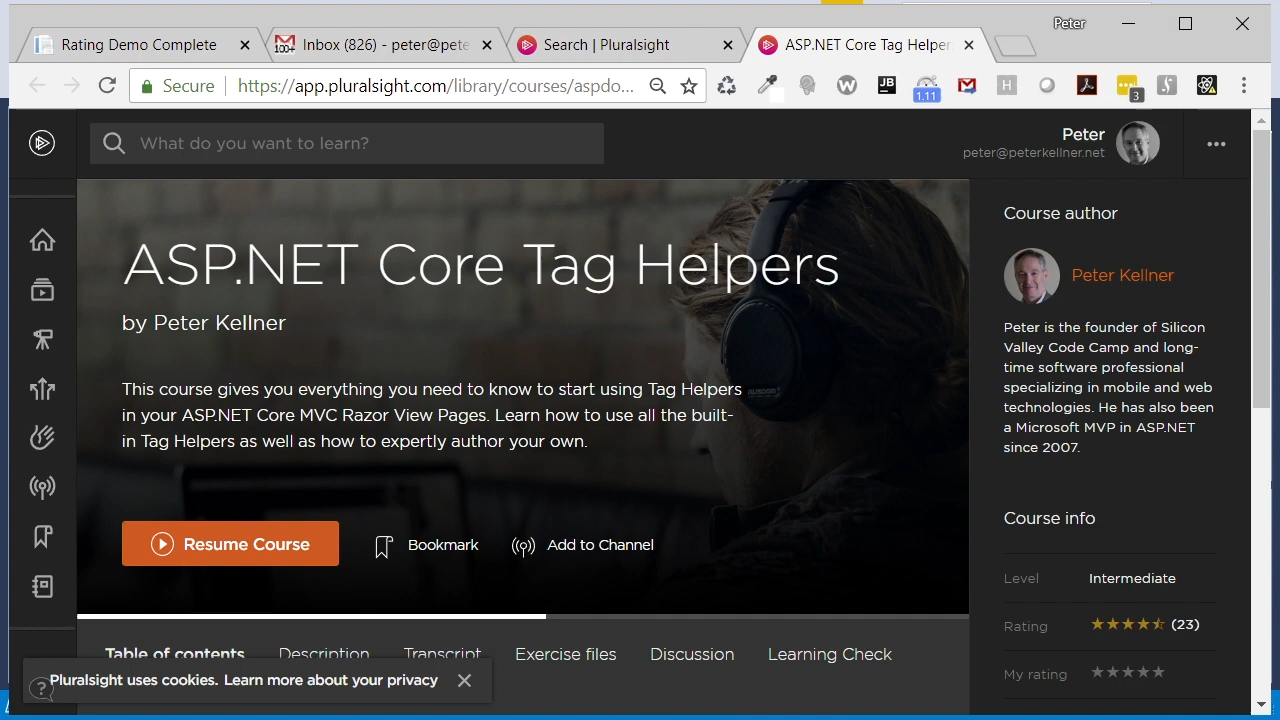 Peter
Rating Demo Complete
Inbox (826) - peter@pete
Search | Pluralsight
ASP.NET Core Tag Helper
Secure
https://app.pluralsight.com/library/courses/aspdo...
W
JB
1.11
H
3
What do you want to learn?
Peter
peter@peterkellner.net
ASP.NET Core Tag Helpers
by Peter Kellner
This course gives you everything you need to know to start using Tag Helpers
in your ASP.NET Core MVC Razor View Pages. Learn how to use all the built-
in Tag Helpers as well as how to expertly author your own.
Resume Course
Bookmark
Add to Channel
Course author
Peter Kellner
Peter is the founder of Silicon
Valley Code Camp and long-
time software professional
specializing in mobile and web
technologies. He has also been
a Microsoft MVP in ASP.NET
since 2007.
Course info
Level Intermediate
Rating (23)
My rating
Table of contents
Description
Transcript
Exercise files
Discussion
Learning Check
? Pluralsight uses cookies. Learn more about your privacy